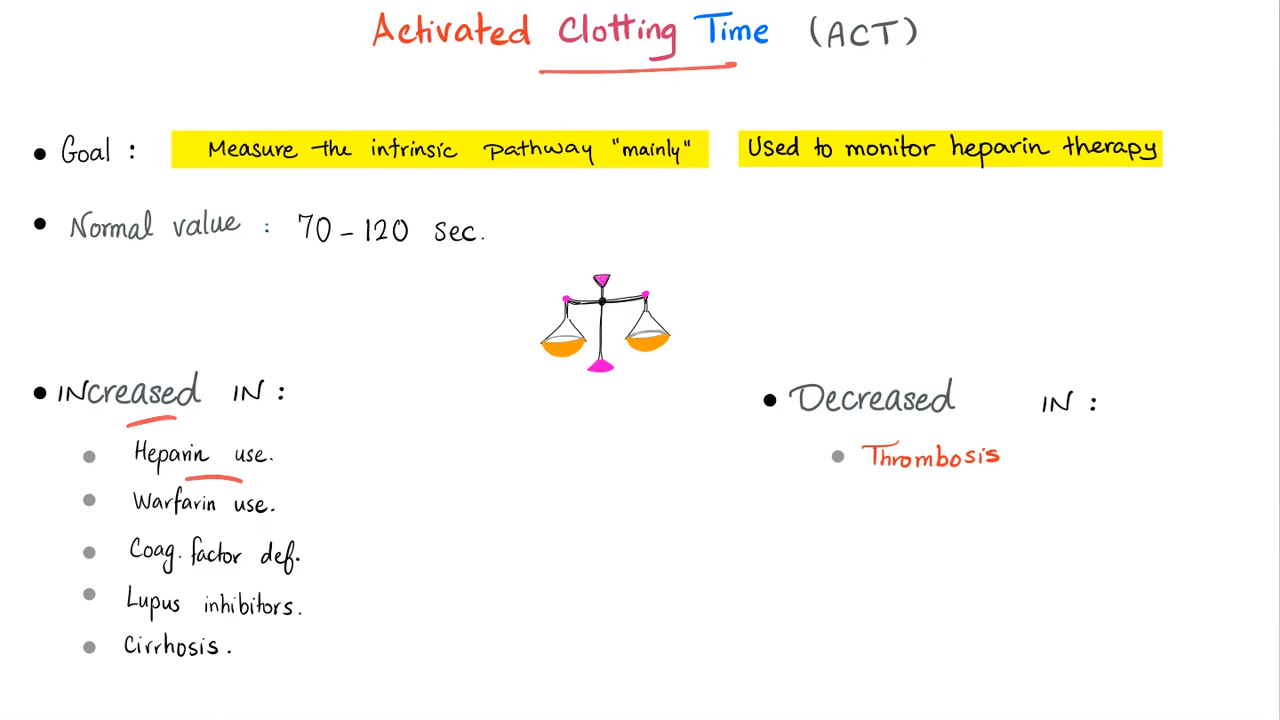 Activated Clotting Time (ACT)
• Goal : Measure the intrinsic pathway "mainly" Used to monitor heparin therapy
• Normal value : 70 - 120 sec.
• INcreased IN :
• Heparin use.
• Warfarin use.
• Coag. factor def.
• Lupus inhibitors.
• Cirrhosis.
• Decreased IN :
• Thrombosis